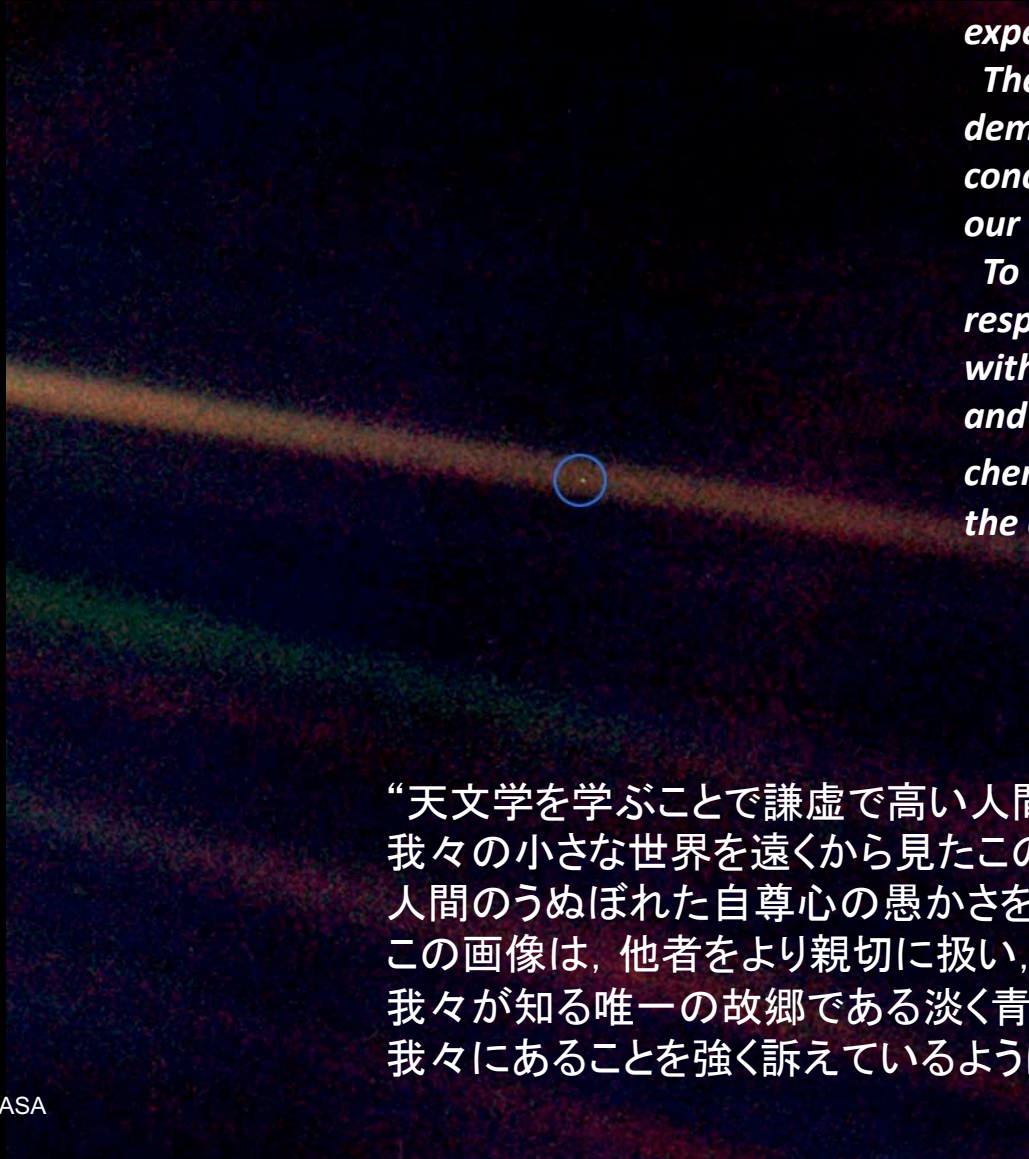 expe
The
dem
conc
our
To
resp
with
and
cher
the
“天文学を学ぶことで謙虚で高い人間
我々の小さな世界を遠くから見たこの
人間のうぬぼれた自尊心の愚かさを
この画像は，他者をより親切に扱い，
我々が知る唯一の故郷である淡く青
我々にあることを強く訴えているよう
ASA